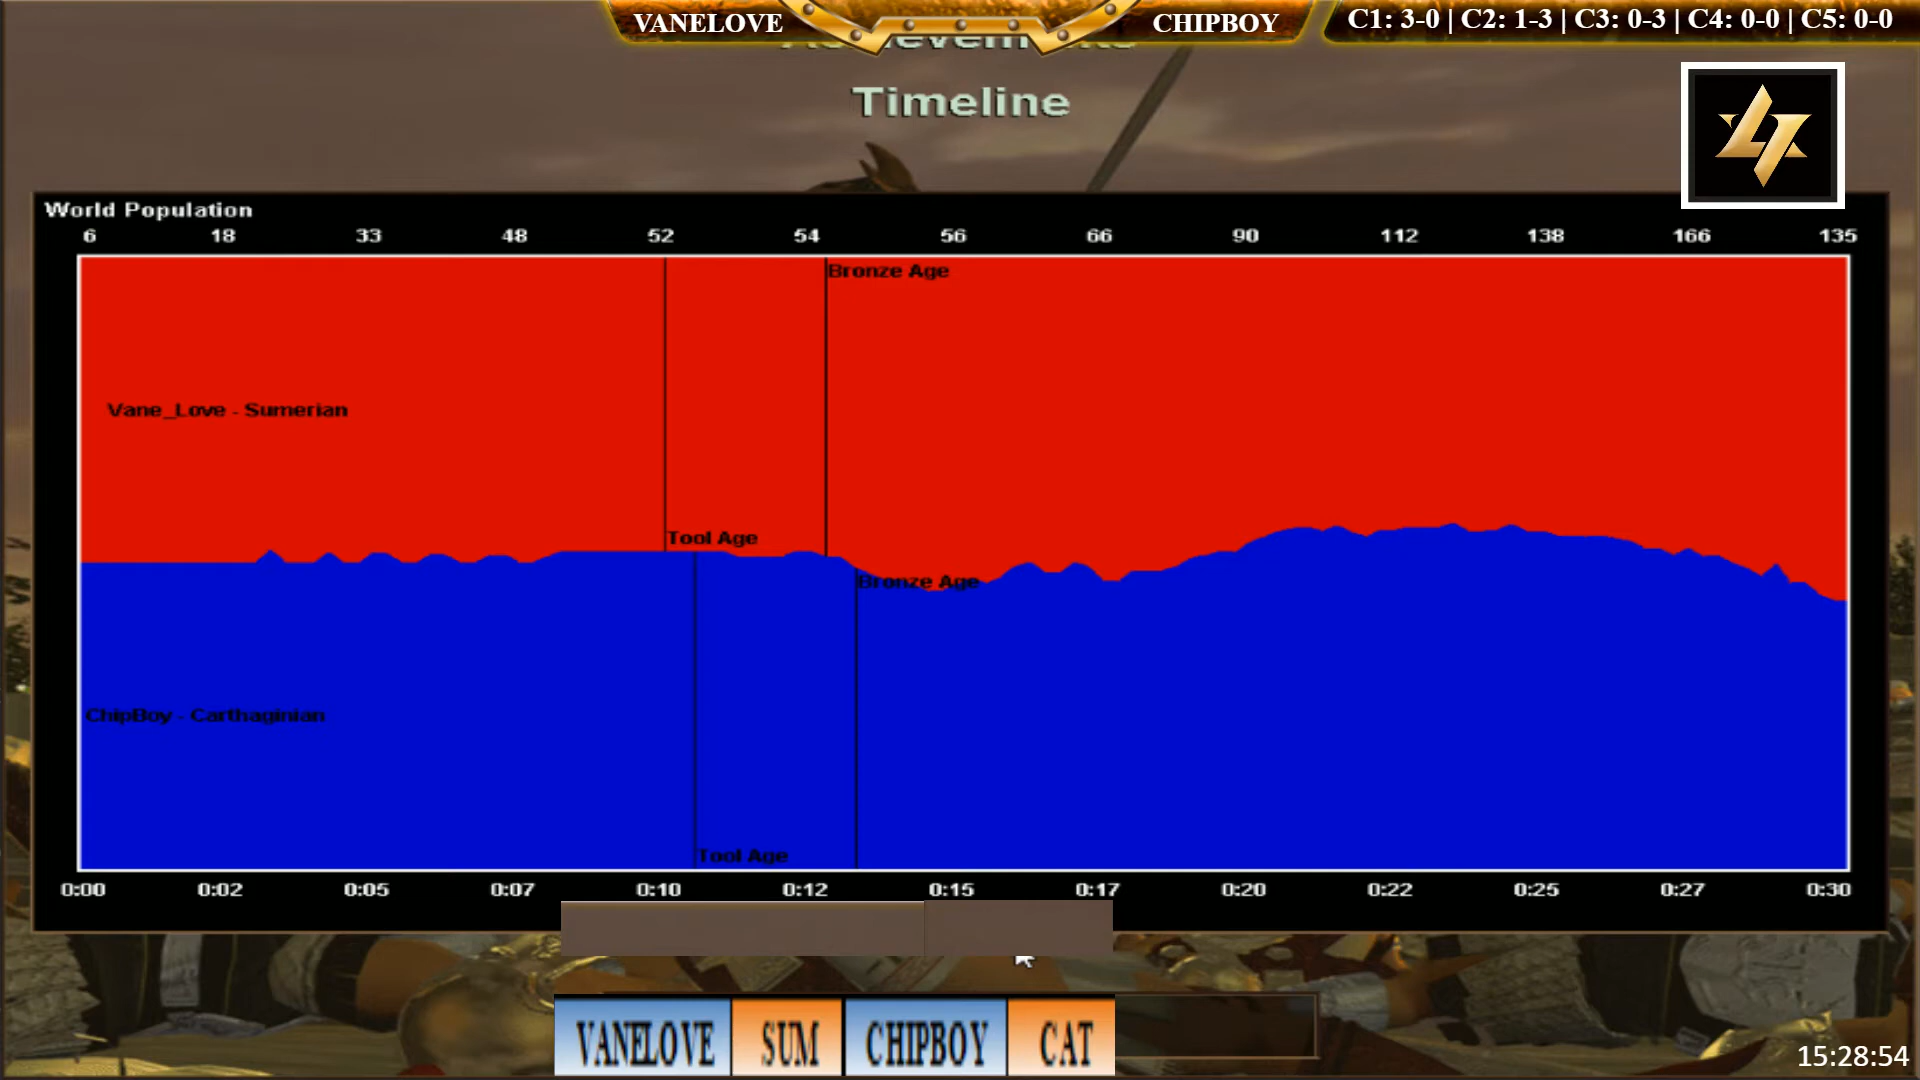 VANELOVE
CHIPBOY
C1: 3-0 | C2: 1-3 | C3: 0-3 | C4: 0-0 | C5: 0-0
Achievements
Timeline
World Population
6 18 33 48 52 54 56 66 90 112 138 166 135
Bronze Age
Vane_Love - Sumerian
Tool Age
Bronze Age
ChipBoy - Carthaginian
Tool Age
0:00 0:02 0:05 0:07 0:10 0:12 0:15 0:17 0:20 0:22 0:25 0:27 0:30
VANELOVE SUM CHIPBOY CAT
15:28:54